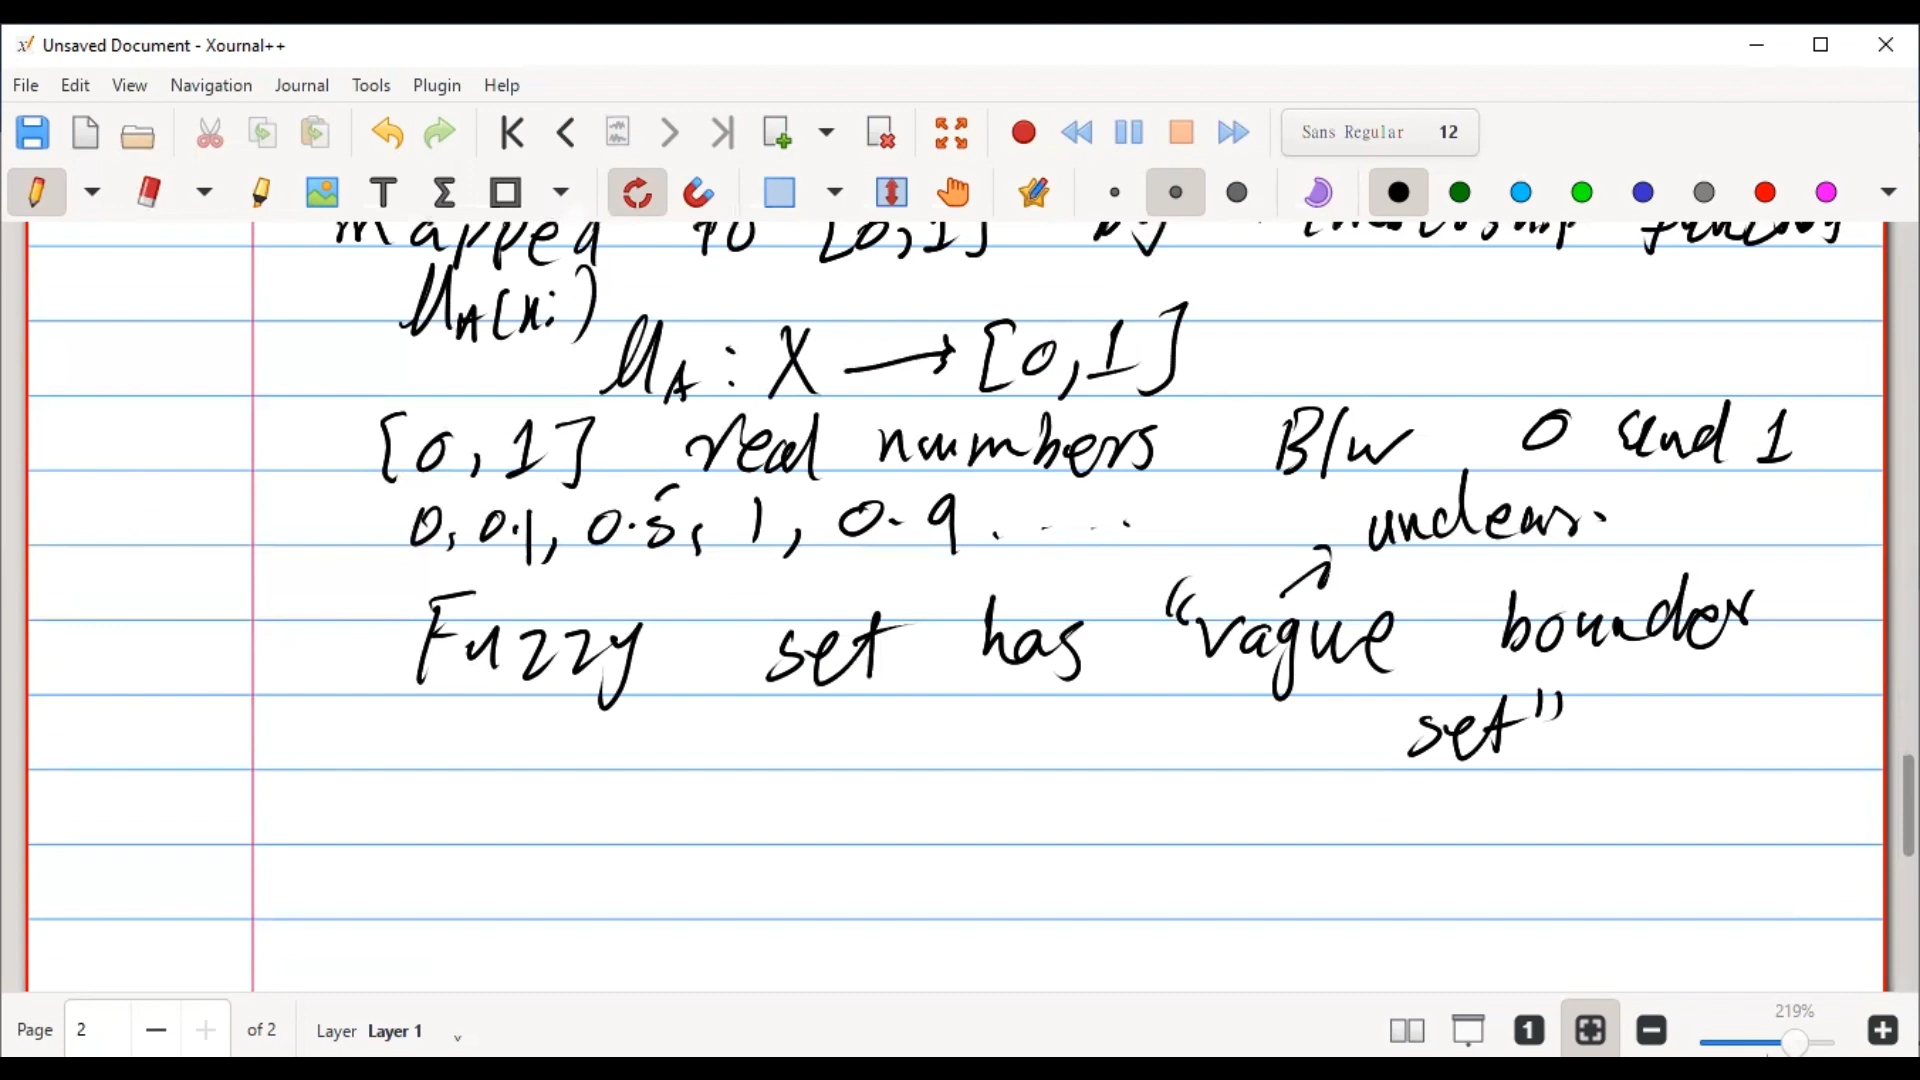 Unsaved Document - Xournal++
File Edit View Navigation Journal Tools Plugin Help
Sans Regular 12
Mapped to [0,1] by
μA(xi)
μA : X → [0,1]
[0,1] real numbers B/w 0 and 1
0, 0.1, 0.5, 1, 0.9 . . . . .
unclear.
Fuzzy set has "vague bounder
set"
Page 2 of 2 Layer Layer 1
219%